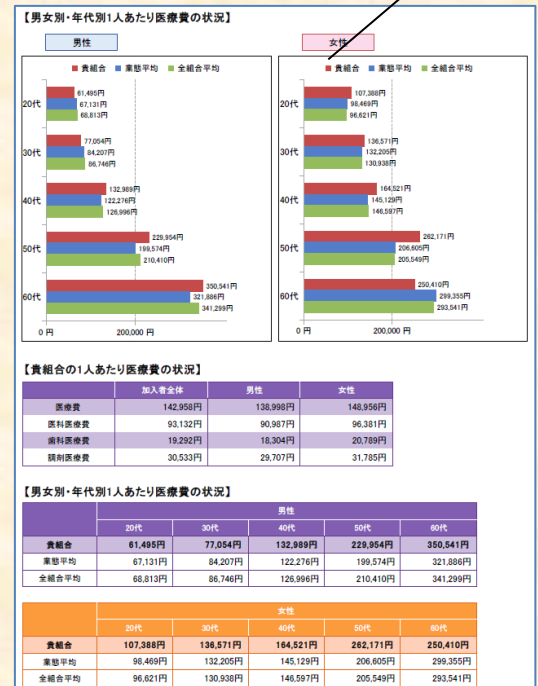 【男女別・年代別1人あたり医療費の状況】
男性
■ 貴組合 ■ 業態平均 ■ 全組合平均
20代
61,495円
67,131円
68,813円
30代
77,054円
84,207円
86,746円
40代
132,989円
122,276円
126,996円
50代
229,954円
199,574円
210,410円
60代
350,541円
321,886円
341,299円
0 円 200,000 円
女性
■ 貴組合 ■ 業態平均 ■ 全組合平均
20代
107,388円
98,469円
96,621円
30代
136,571円
132,205円
130,938円
40代
164,521円
145,129円
146,597円
50代
262,171円
206,605円
205,549円
60代
250,410円
299,355円
293,541円
0 円 200,000 円
【貴組合の1人あたり医療費の状況】
加入者全体 男性 女性
医療費 142,958円 138,998円 148,956円
医科医療費 93,132円 90,987円 96,381円
歯科医療費 19,292円 18,304円 20,789円
調剤医療費 30,533円 29,707円 31,785円
【男女別・年代別1人あたり医療費の状況】
男性
20代 30代 40代 50代 60代
貴組合 61,495円 77,054円 132,989円 229,954円 350,541円
業態平均 67,131円 84,207円 122,276円 199,574円 321,886円
全組合平均 68,813円 86,746円 126,996円 210,410円 341,299円
女性
20代 30代 40代 50代 60代
貴組合 107,388円 136,571円 164,521円 262,171円 250,410円
業態平均 98,469円 132,205円 145,129円 206,605円 299,355円
全組合平均 96,621円 130,938円 146,597円 205,549円 293,541円